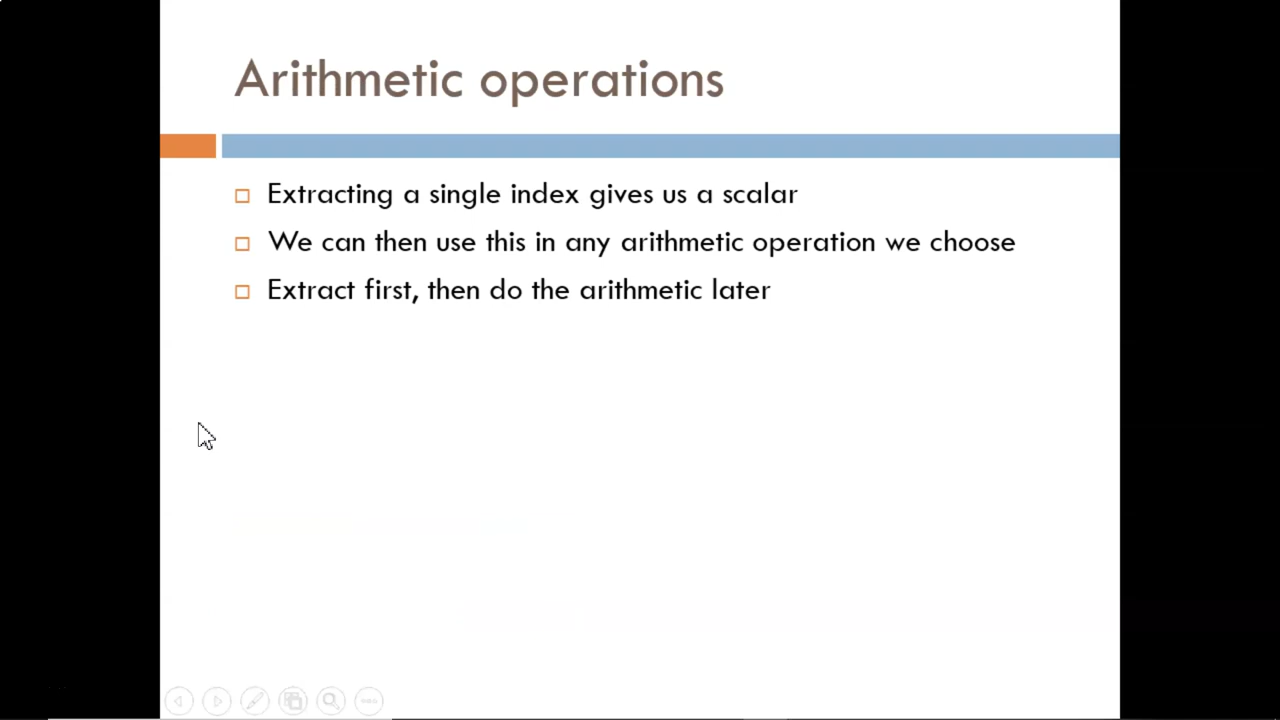 Arithmetic operations
Extracting a single index gives us a scalar
We can then use this in any arithmetic operation we choose
Extract first, then do the arithmetic later